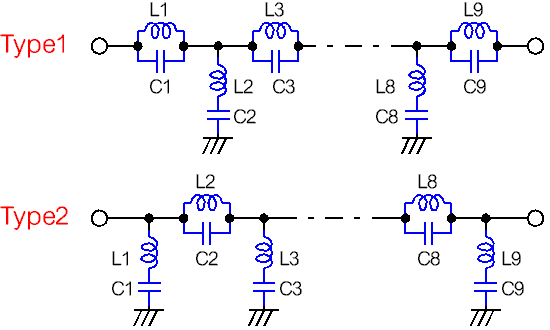 L1 L3 L9
Type1
C1 L2 C3 L8 C9
C2 C8
L2 L8
Type2
L1 C2 L3 C8 L9
C1 C3 C9